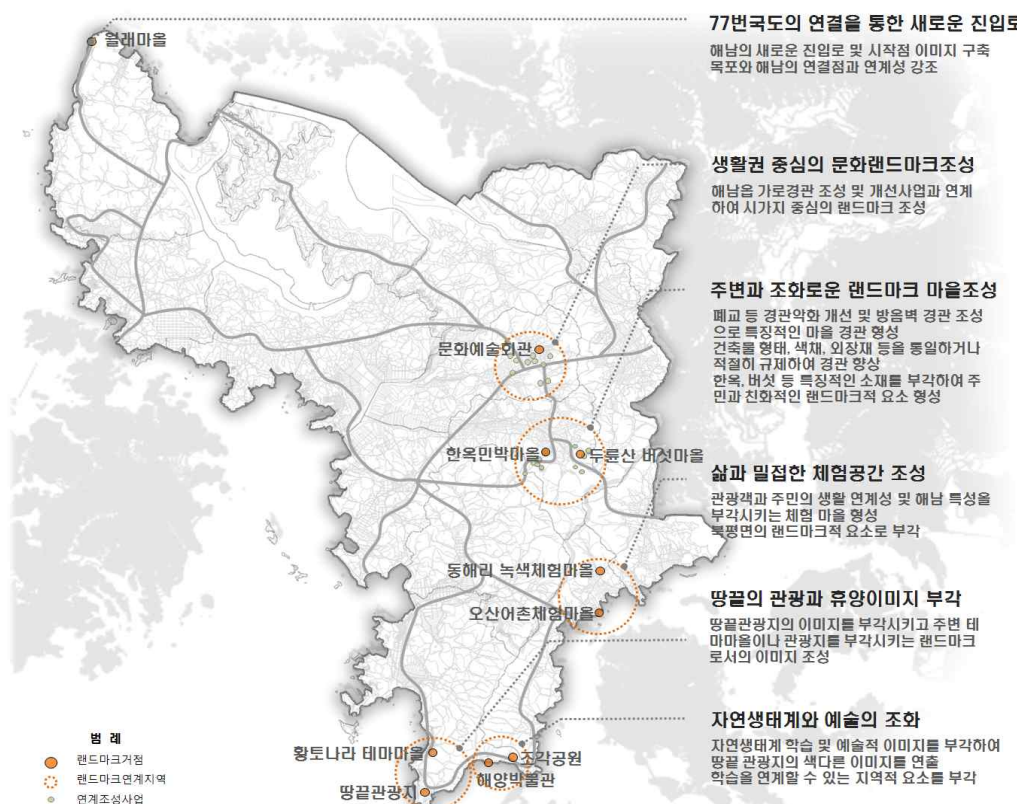 77번국도의 연결을 통한 새로운 진입로
해남의 새로운 진입로 및 시작점 이미지 구축
목포와 해남의 연결점과 연계성 강조
생활권 중심의 문화랜드마크조성
해남읍 가로경관 조성 및 개선사업과 연계
하여 시가지 중심의 랜드마크 조성
주변과 조화로운 랜드마크 마을조성
폐교 등 경관악화 개선 및 방음벽 경관 조성
으로 특징적인 마을 경관 형성
건축물 형태, 색채, 외장재 등을 통일하거나
적절히 규제하여 경관 향상
한옥, 버섯 등 특징적인 소재를 부각하여 주
민과 친화적인 랜드마크적 요소 형성
삶과 밀접한 체험공간 조성
관광객과 주민의 생활 연계성 및 해남 특성을
부각시키는 체험 마을 형성
북평면의 랜드마크적 요소로 부각
땅끝의 관광과 휴양이미지 부각
땅끝관광지의 이미지를 부각시키고 주변 테
마마을이나 관광지를 부각시키는 랜드마크
로서의 이미지 조성
자연생태계와 예술의 조화
자연생태계 학습 및 예술적 이미지를 부각하여
땅끝 관광지의 색다른 이미지를 연출
학습을 연계할 수 있는 지역적 요소를 부각
월래마을
문화예술회관
한옥민박마을
두륜산 버섯마을
동해리 녹색체험마을
오산어촌체험마을
황토나라 테마마을
조각공원
해양박물관
땅끝관광지
범 례
랜드마크거점
랜드마크연계지역
연계조성사업